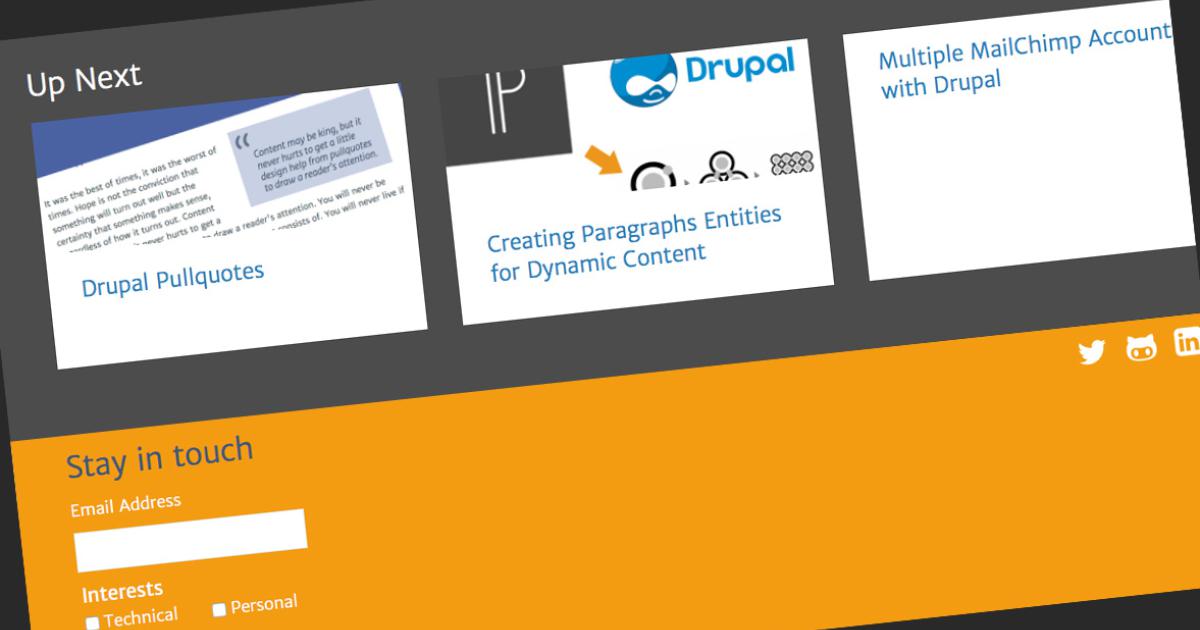 Up Next
It was the best of times, it was the worst of
times. Hope is not the conviction that
something will turn out well but the
certainty that something makes sense,
of how it turns out. Content
never hurts to get a
“
Content may be king, but it
never hurts to get a little
design help from pullquotes
to draw a reader's attention.
draw a reader's attention. You will never be
consists of. You will never live if
Drupal Pullquotes
Drupal
Creating Paragraphs Entities
for Dynamic Content
Multiple MailChimp Account
with Drupal
in
Stay in touch
Email Address
Interests
Technical
Personal